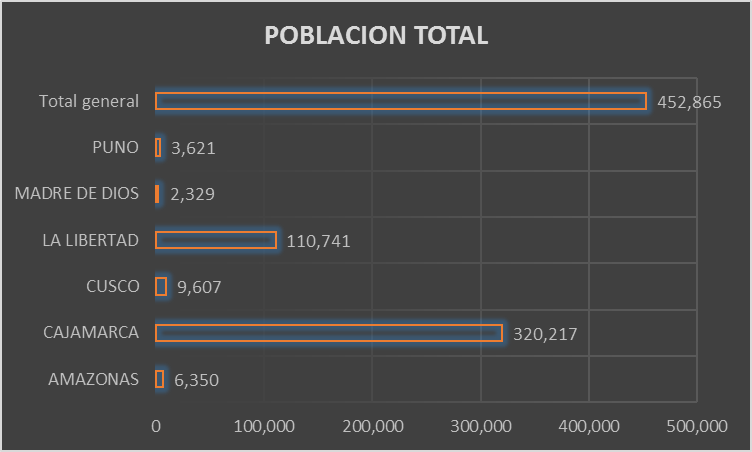 POBLACION TOTAL
Total general 452,865
PUNO 3,621
MADRE DE DIOS 2,329
LA LIBERTAD 110,741
CUSCO 9,607
CAJAMARCA 320,217
AMAZONAS 6,350
0 100,000 200,000 300,000 400,000 500,000